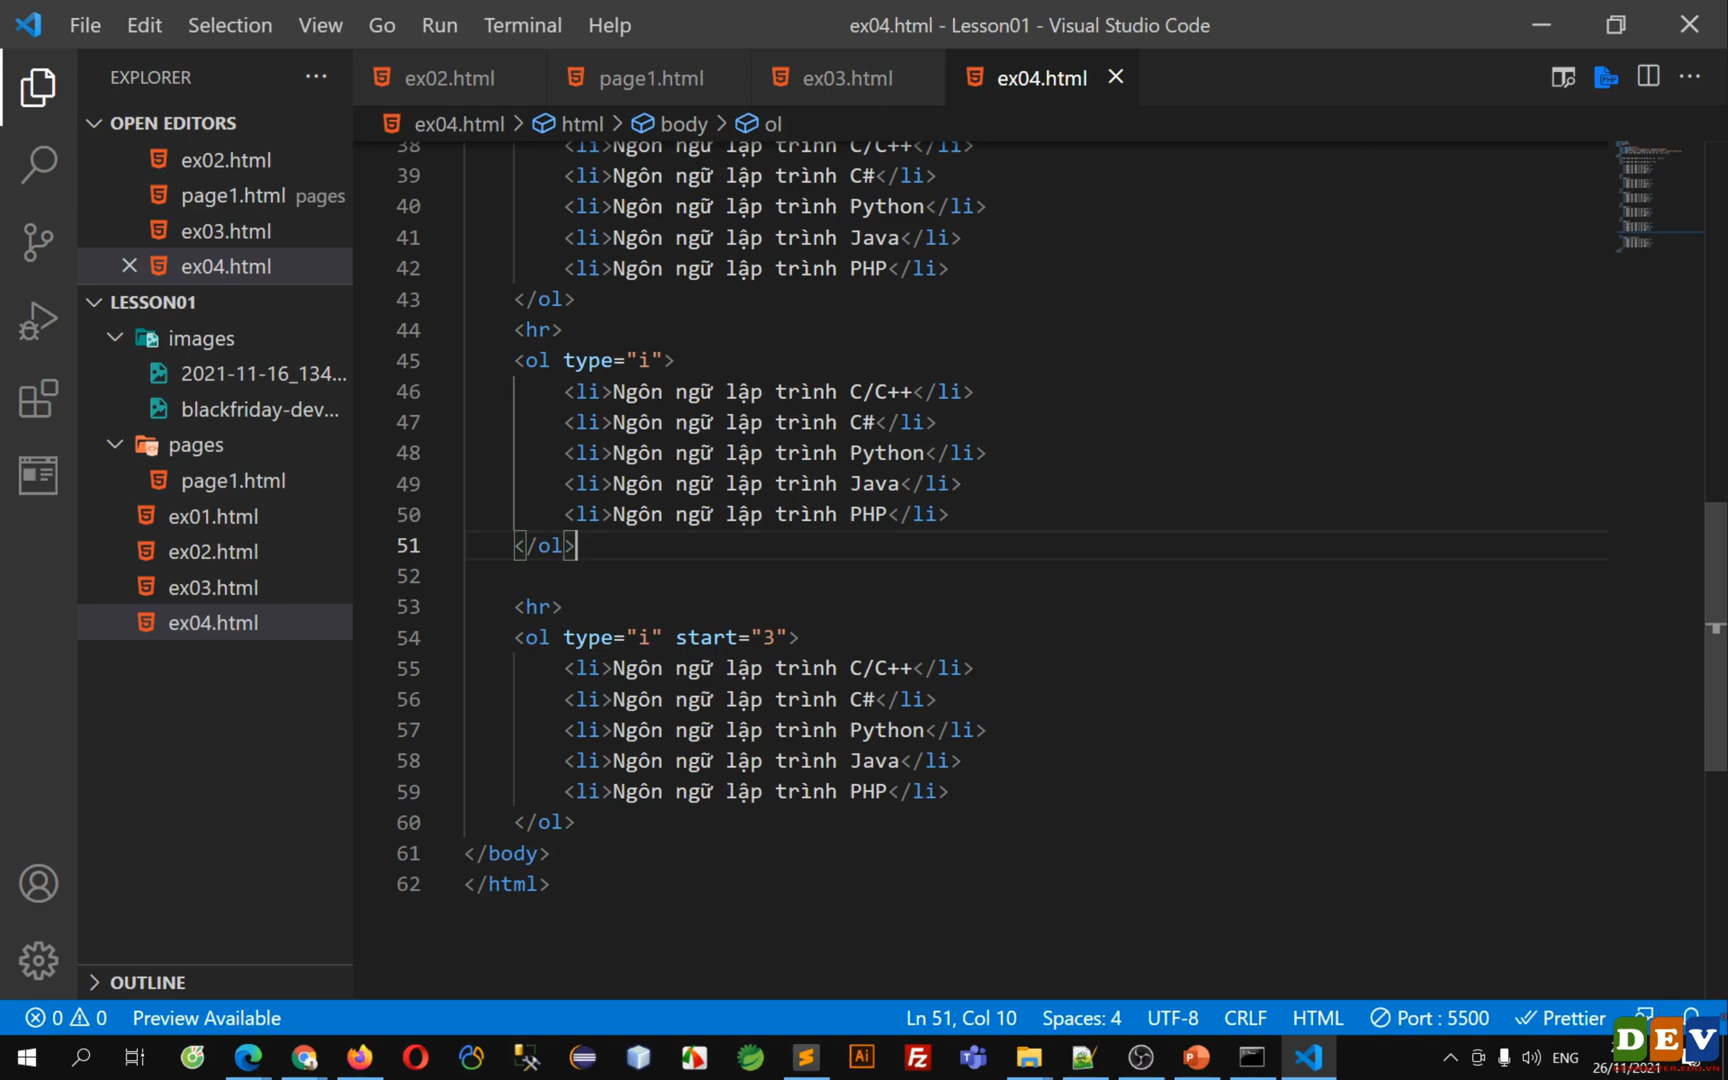 File Edit Selection View Go Run Terminal Help ex04.html - Lesson01 - Visual Studio Code
EXPLORER
ex02.html page1.html ex03.html ex04.html
OPEN EDITORS
ex02.html
page1.html pages
ex03.html
ex04.html
LESSON01
images
2021-11-16_134...
blackfriday-dev...
pages
page1.html
ex01.html
ex02.html
ex03.html
ex04.html
OUTLINE
ex04.html > html > body > ol
38 <li>Ngôn ngữ lập trình C/C++</li>
39 <li>Ngôn ngữ lập trình C#</li>
40 <li>Ngôn ngữ lập trình Python</li>
41 <li>Ngôn ngữ lập trình Java</li>
42 <li>Ngôn ngữ lập trình PHP</li>
43 </ol>
44 <hr>
45 <ol type="i">
46 <li>Ngôn ngữ lập trình C/C++</li>
47 <li>Ngôn ngữ lập trình C#</li>
48 <li>Ngôn ngữ lập trình Python</li>
49 <li>Ngôn ngữ lập trình Java</li>
50 <li>Ngôn ngữ lập trình PHP</li>
51 </ol>
52
53 <hr>
54 <ol type="i" start="3">
55 <li>Ngôn ngữ lập trình C/C++</li>
56 <li>Ngôn ngữ lập trình C#</li>
57 <li>Ngôn ngữ lập trình Python</li>
58 <li>Ngôn ngữ lập trình Java</li>
59 <li>Ngôn ngữ lập trình PHP</li>
60 </ol>
61 </body>
62 </html>
0 0 Preview Available Ln 51, Col 10 Spaces: 4 UTF-8 CRLF HTML Port : 5500 Prettier
ENG
26/11/2021
DEV